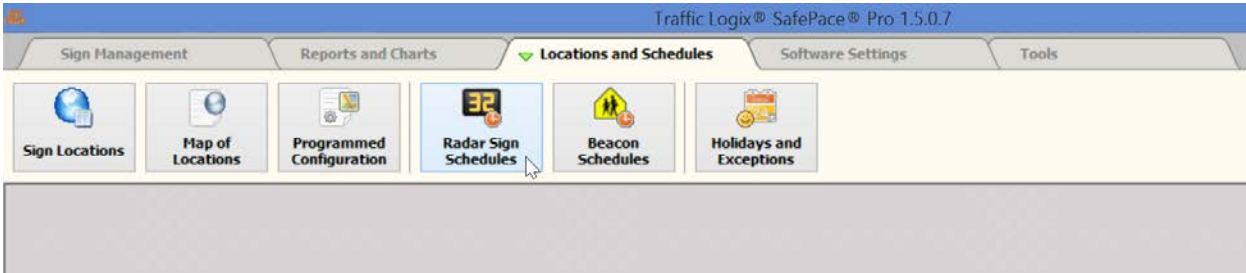 Traffic Logix® SafePace® Pro 1.5.0.7
Sign Management
Reports and Charts
Locations and Schedules
Software Settings
Tools
Sign Locations
Map of
Locations
Programmed
Configuration
32
Radar Sign
Schedules
Beacon
Schedules
Holidays and
Exceptions